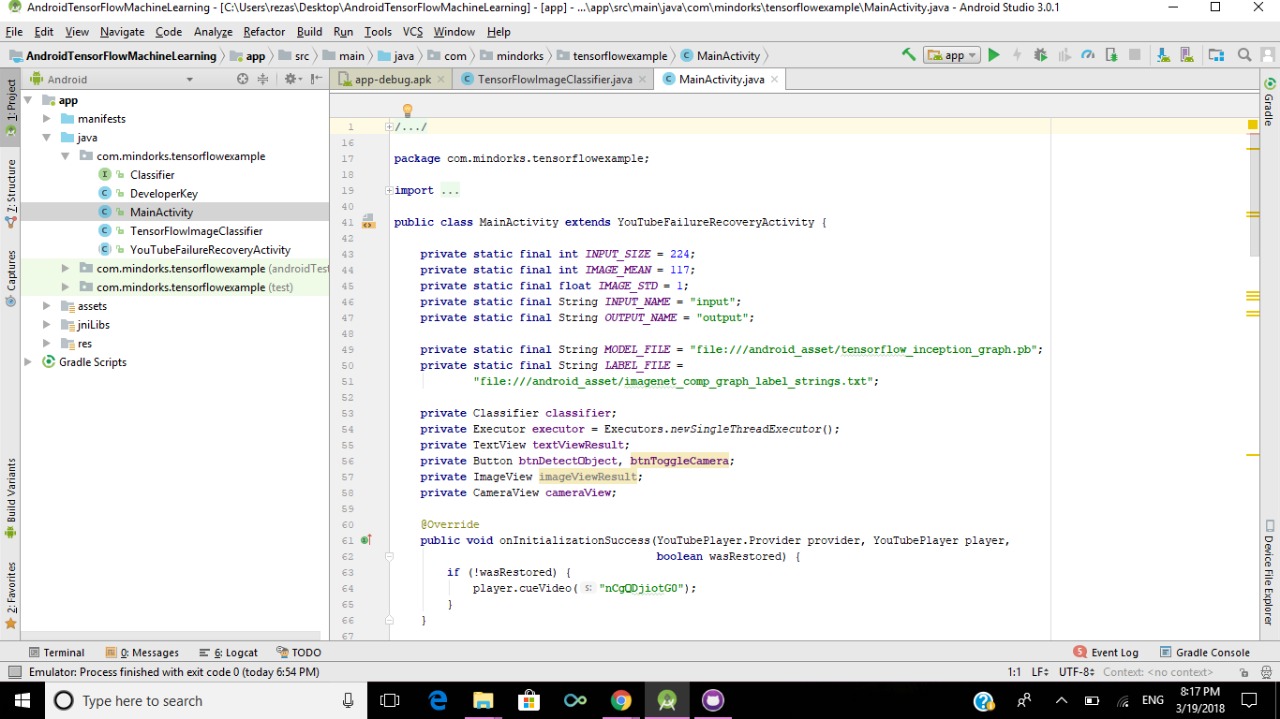 AndroidTensorFlowMachineLearning - [C:\Users\rezas\Desktop\AndroidTensorFlowMachineLearning] - [app] - ...\app\src\main\java\com\mindorks\tensorflowexample\MainActivity.java - Android Studio 3.0.1
File Edit View Navigate Code Analyze Refactor Build Run Tools VCS Window Help
AndroidTensorFlowMachineLearning app src main java com mindorks tensorflowexample MainActivity app
Android
app-debug.apk TensorFlowImageClassifier.java MainActivity.java
1: Project
Z: Structure
Captures
Build Variants
2: Favorites
app
manifests
java
com.mindorks.tensorflowexample
Classifier
DeveloperKey
MainActivity
TensorFlowImageClassifier
YouTubeFailureRecoveryActivity
com.mindorks.tensorflowexample (androidTest
com.mindorks.tensorflowexample (test)
assets
jniLibs
res
Gradle Scripts
1 /.../
16
17 package com.mindorks.tensorflowexample;
18
19 import ...
40
41 public class MainActivity extends YouTubeFailureRecoveryActivity {
42
43 private static final int INPUT_SIZE = 224;
44 private static final int IMAGE_MEAN = 117;
45 private static final float IMAGE_STD = 1;
46 private static final String INPUT_NAME = "input";
47 private static final String OUTPUT_NAME = "output";
48
49 private static final String MODEL_FILE = "file:///android_asset/tensorflow_inception_graph.pb";
50 private static final String LABEL_FILE =
51 "file:///android_asset/imagenet_comp_graph_label_strings.txt";
52
53 private Classifier classifier;
54 private Executor executor = Executors.newSingleThreadExecutor();
55 private TextView textViewResult;
56 private Button btnDetectObject, btnToggleCamera;
57 private ImageView imageViewResult;
58 private CameraView cameraView;
59
60 @Override
61 public void onInitializationSuccess(YouTubePlayer.Provider provider, YouTubePlayer player,
62 boolean wasRestored) {
63 if (!wasRestored) {
64 player.cueVideo( s: "nCgQDjiotG0");
65 }
66 }
67
Gradle
Device File Explorer
Terminal 0: Messages 6: Logcat TODO Event Log Gradle Console
Emulator: Process finished with exit code 0 (today 6:54 PM) 1:1 LF UTF-8 Context: <no context>
Type here to search ENG 8:17 PM
3/19/2018